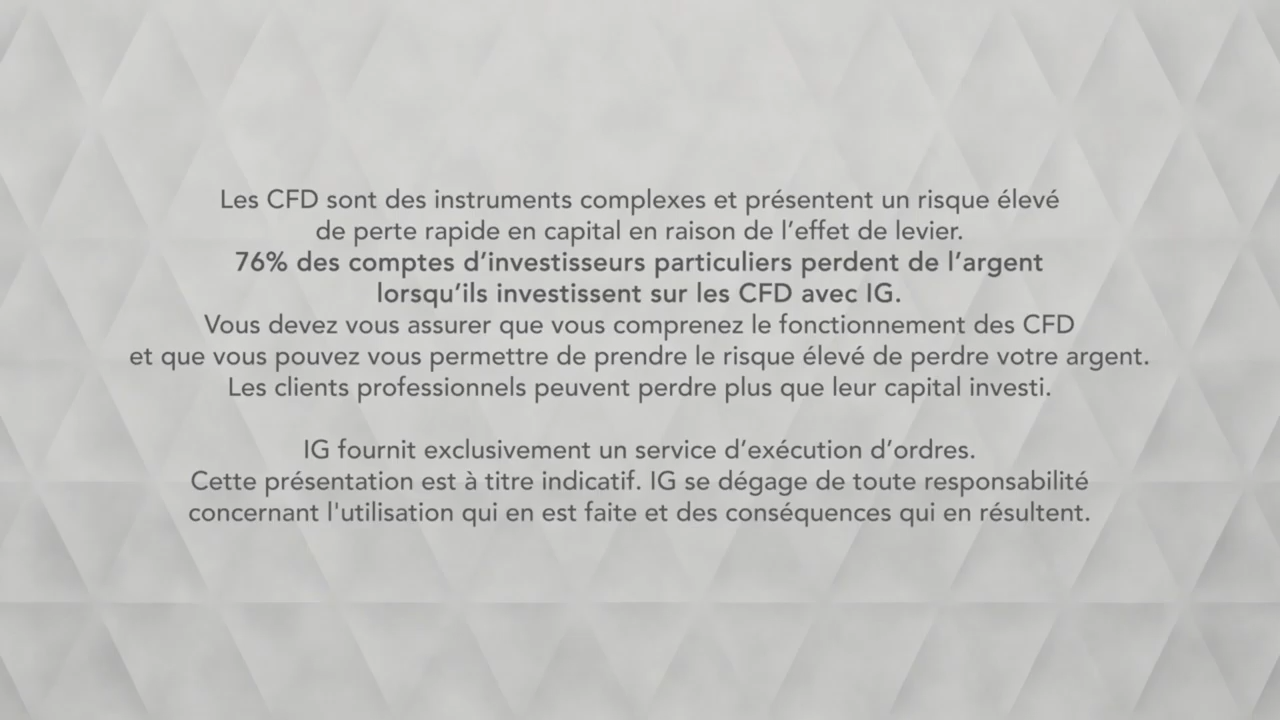 Les CFD sont des instruments complexes et présentent un risque élevé
de perte rapide en capital en raison de l’effet de levier.
76% des comptes d’investisseurs particuliers perdent de l’argent
lorsqu’ils investissent sur les CFD avec IG.
Vous devez vous assurer que vous comprenez le fonctionnement des CFD
et que vous pouvez vous permettre de prendre le risque élevé de perdre votre argent.
Les clients professionnels peuvent perdre plus que leur capital investi.
IG fournit exclusivement un service d’exécution d’ordres.
Cette présentation est à titre indicatif. IG se dégage de toute responsabilité
concernant l'utilisation qui en est faite et des conséquences qui en résultent.